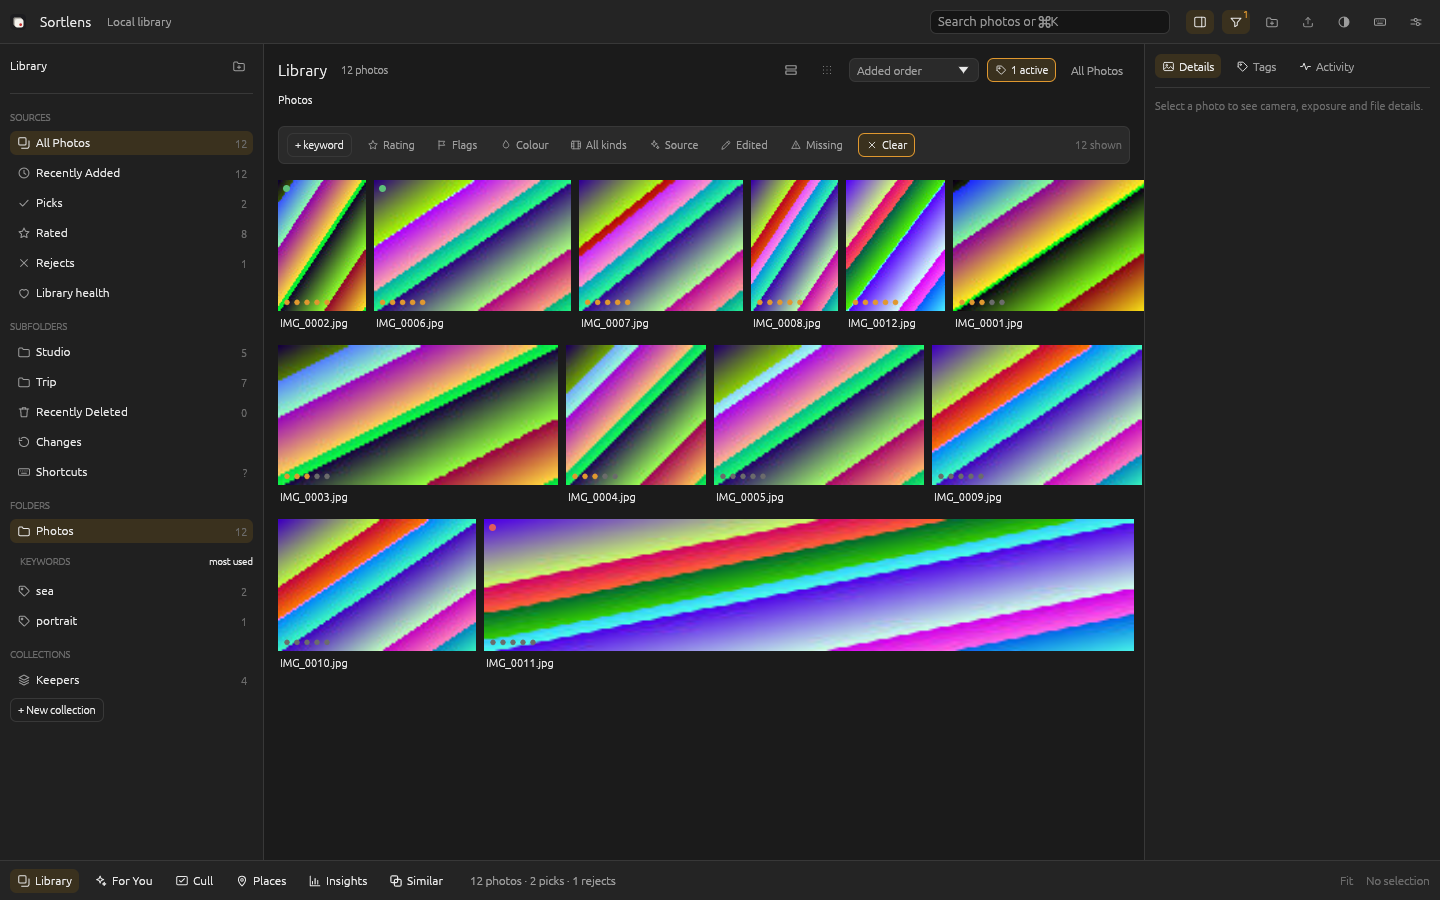 Sortlens Local library Search photos or ⌘K 1
Library
SOURCES
All Photos 12
Recently Added 12
Picks 2
Rated 8
Rejects 1
Library health
SUBFOLDERS
Studio 5
Trip 7
Recently Deleted 0
Changes
Shortcuts ?
FOLDERS
Photos 12
KEYWORDS most used
sea 2
portrait 1
COLLECTIONS
Keepers 4
+ New collection
Library 12 photos Added order 1 active All Photos
Photos
+ keyword Rating Flags Colour All kinds Source Edited Missing Clear 12 shown
IMG_0002.jpg IMG_0006.jpg IMG_0007.jpg IMG_0008.jpg IMG_0012.jpg IMG_0001.jpg
IMG_0003.jpg IMG_0004.jpg IMG_0005.jpg IMG_0009.jpg
IMG_0010.jpg IMG_0011.jpg
Details Tags Activity
Select a photo to see camera, exposure and file details.
Library For You Cull Places Insights Similar 12 photos · 2 picks · 1 rejects Fit No selection